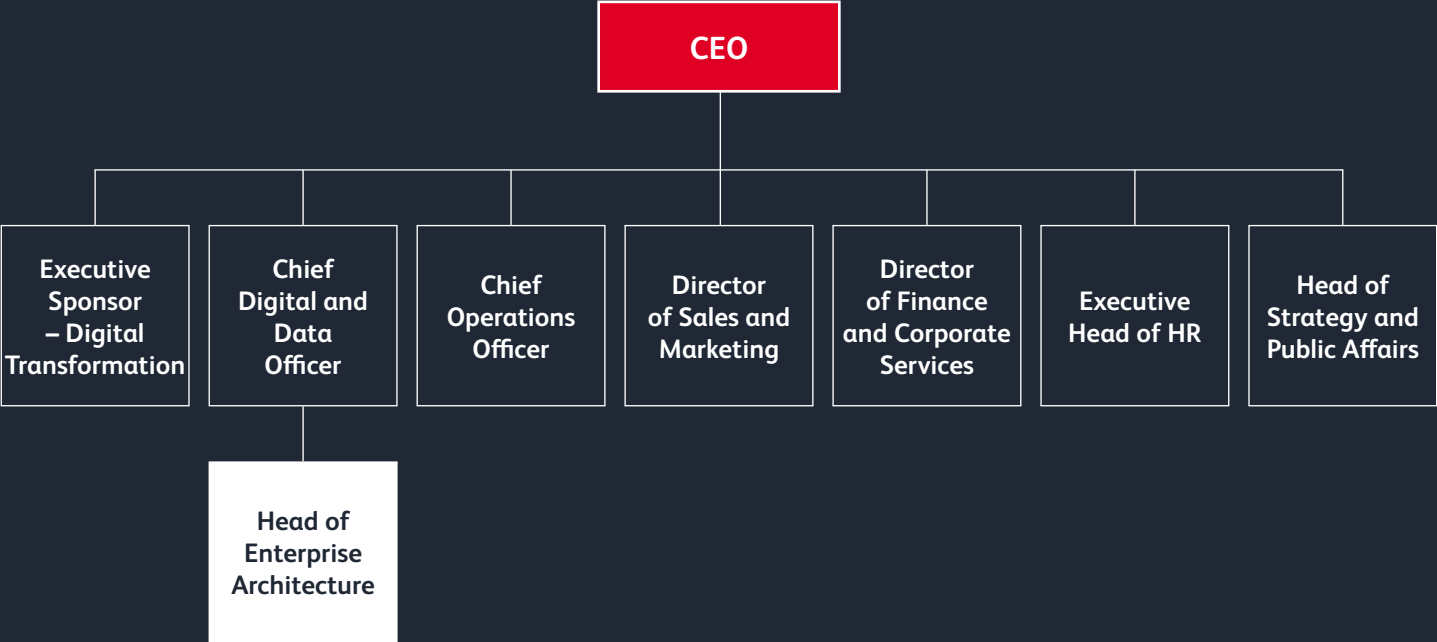 CEO
Executive
Sponsor
– Digital
Transformation
Chief
Digital and
Data
Officer
Chief
Operations
Officer
Director
of Sales and
Marketing
Director
of Finance
and Corporate
Services
Executive
Head of HR
Head of
Strategy and
Public Affairs
Head of
Enterprise
Architecture